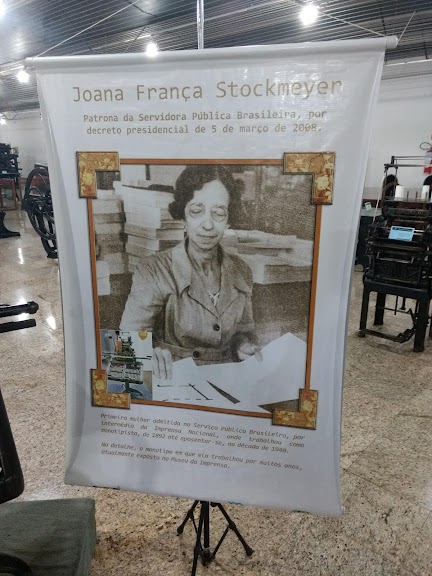 Joana França Stockmeyer
Patrona da Servidora Pública Brasileira, por
decreto presidencial de 5 de março de 2008.
Primeira mulher admitida no Serviço Público Brasileiro, por
intermédio da Imprensa Nacional, onde trabalhou como
monotipista, de 1892 até aposentar-se, na década de 1940.
No detalhe, o monotipo em que ela trabalhou por muitos anos,
atualmente exposto no Museu da Imprensa.